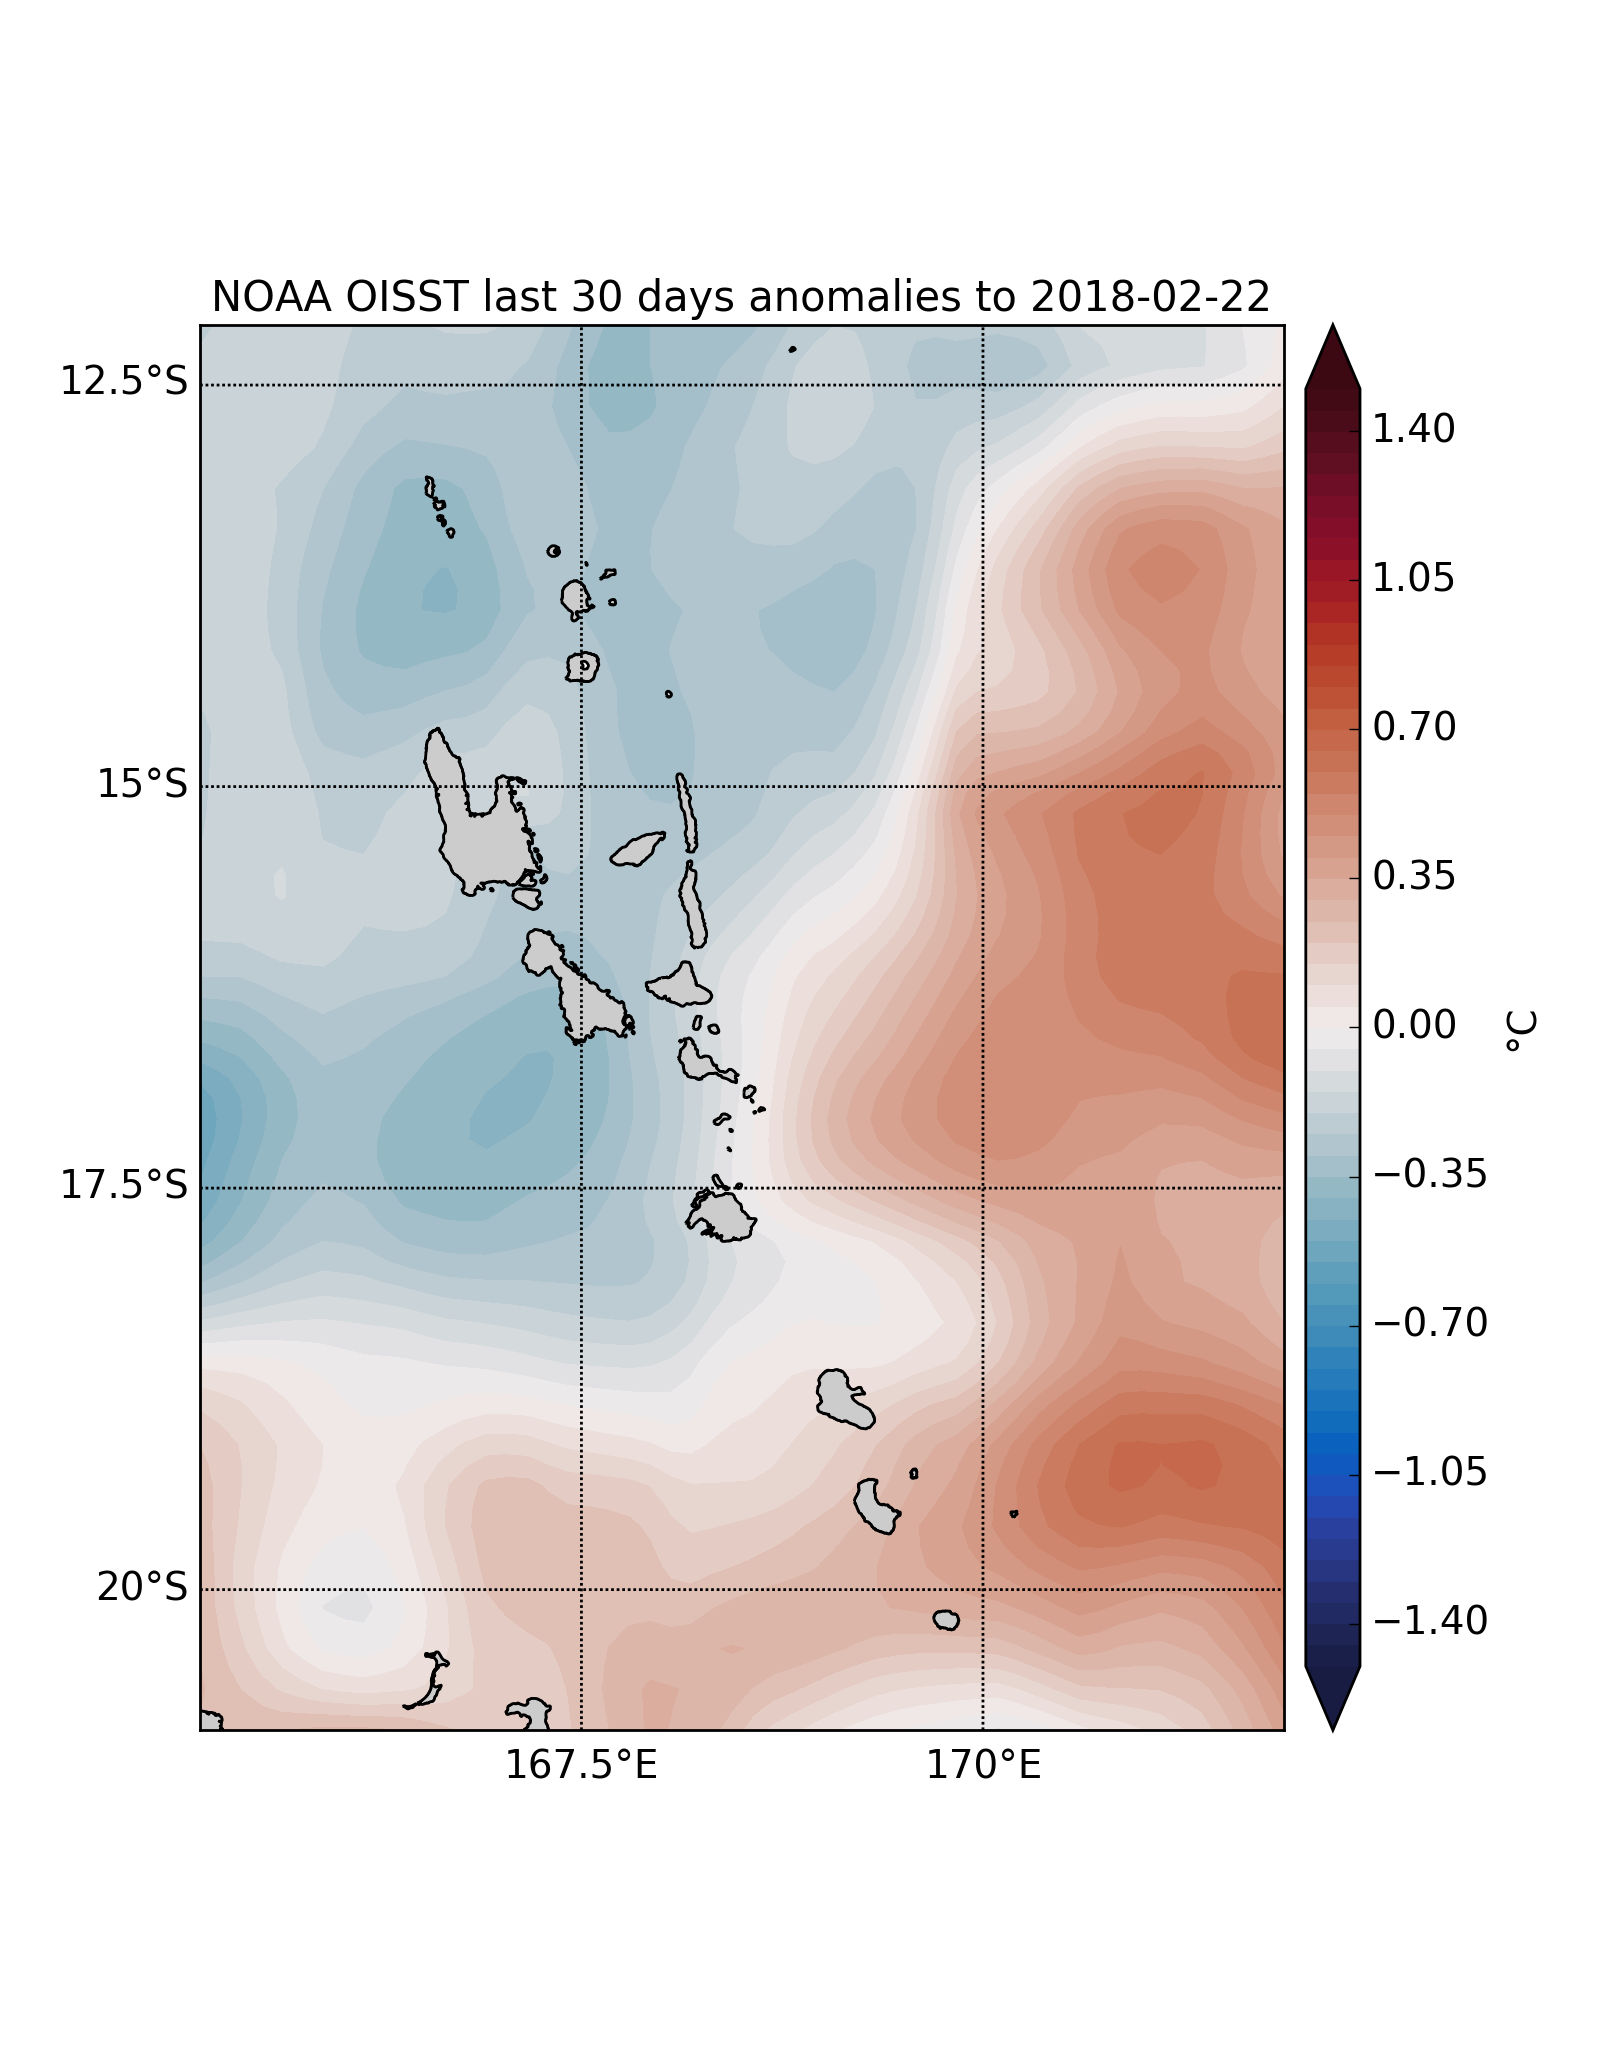 NOAA OISST last 30 days anomalies to 2018-02-22
12.5°S
15°S
17.5°S
20°S
167.5°E
170°E
1.40
1.05
0.70
0.35
0.00
−0.35
−0.70
−1.05
−1.40
°C